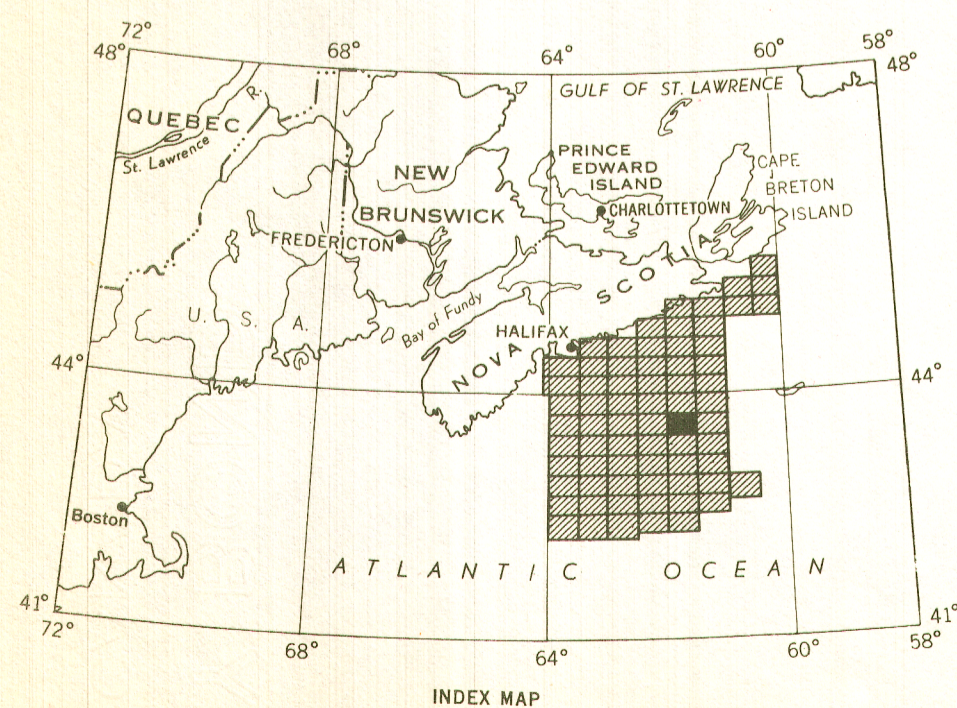 72°
48°
68°
64°
60°
58°
48°
GULF OF ST. LAWRENCE
QUEBEC
R.
St. Lawrence
NEW
BRUNSWICK
PRINCE
EDWARD
ISLAND
CAPE
BRETON
ISLAND
CHARLOTTETOWN
FREDERICTON
NOVA SCOTIA
U. S. A.
Bay of Fundy
HALIFAX
44°
44°
Boston
ATLANTIC OCEAN
41°
72°
68°
64°
60°
41°
58°
INDEX MAP